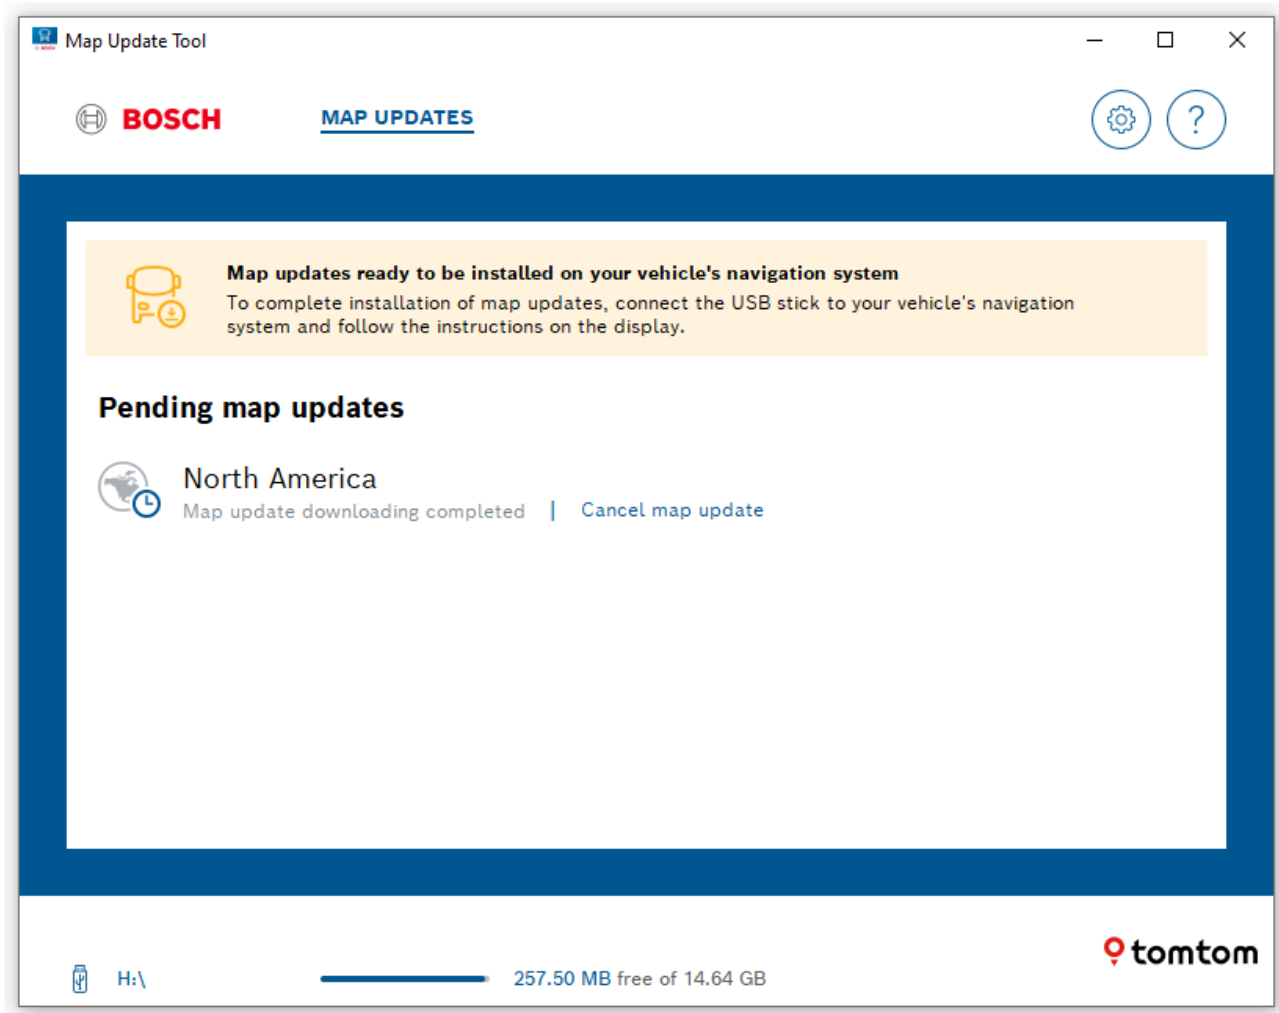 Map Update Tool
BOSCH
MAP UPDATES
?
Map updates ready to be installed on your vehicle's navigation system
To complete installation of map updates, connect the USB stick to your vehicle's navigation
system and follow the instructions on the display.
Pending map updates
North America
Map update downloading completed | Cancel map update
tomtom
H:\
257.50 MB free of 14.64 GB